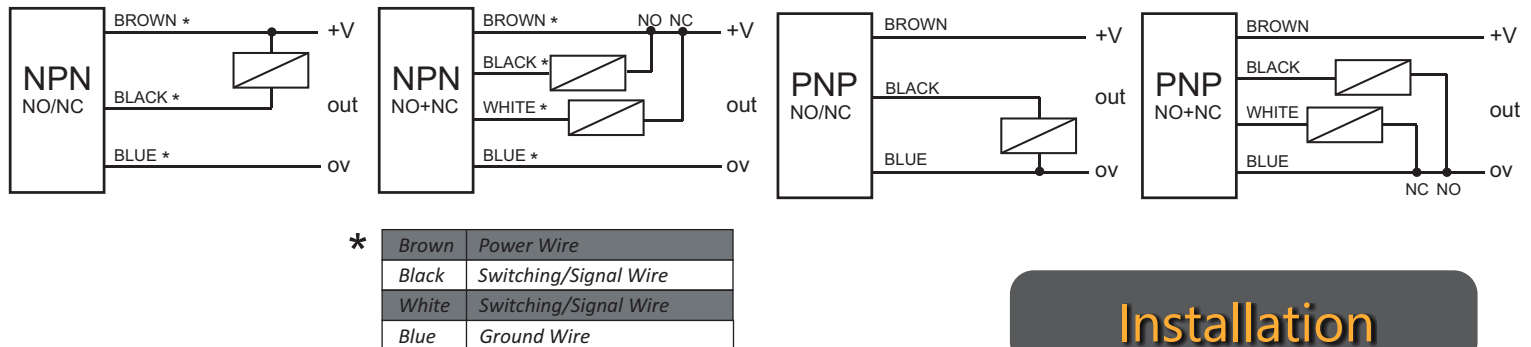 BROWN *
+V
NPN
NO/NC
BLACK *
out
BLUE *
ov
BROWN *
NO NC
+V
BLACK *
NPN
NO+NC
WHITE *
out
BLUE *
ov
BROWN
+V
PNP
NO/NC
BLACK
out
BLUE
ov
BROWN
+V
BLACK
PNP
NO+NC
WHITE
out
BLUE
ov
NC NO
* Brown Power Wire
Black Switching/Signal Wire
White Switching/Signal Wire
Blue Ground Wire
Installation